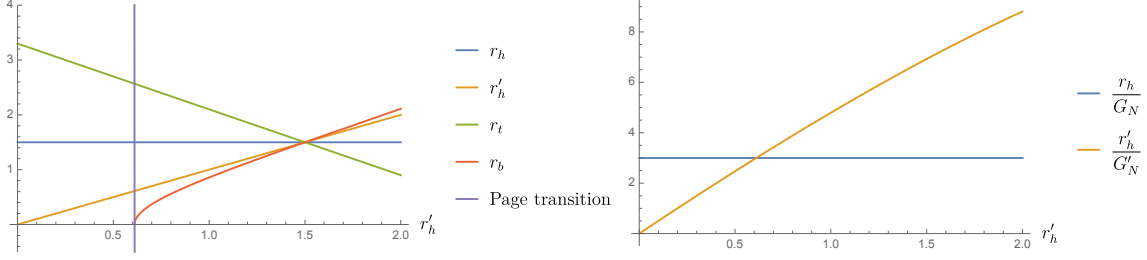 4
3
2
1
0.5 1.0 1.5 2.0 r'_h
r_h
r'_h
r_t
r_b
Page transition
8
6
4
2
0.5 1.0 1.5 2.0 r'_h
r_h
G_N
r'_h
G'_N